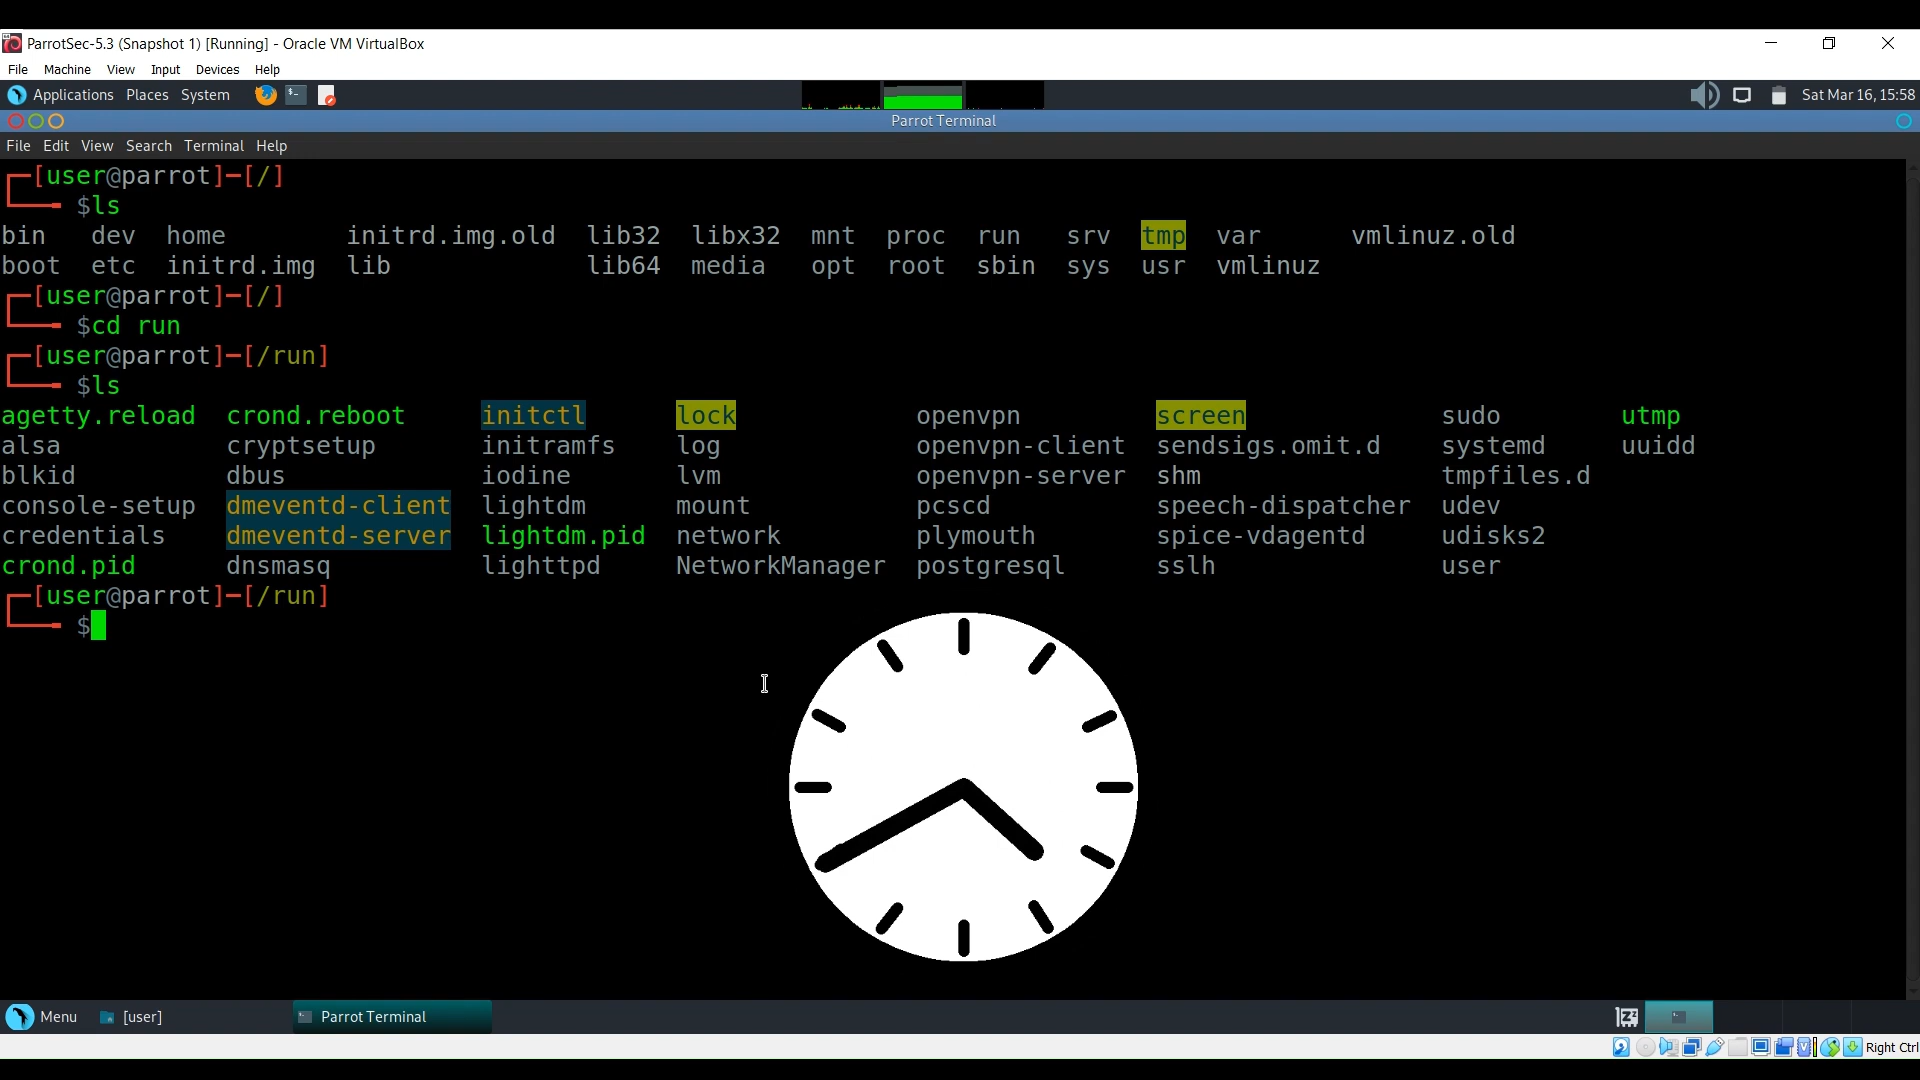 ParrotSec-5.3 (Snapshot 1) [Running] - Oracle VM VirtualBox
File Machine View Input Devices Help
Applications Places System Sat Mar 16, 15:58
Parrot Terminal
File Edit View Search Terminal Help
[user@parrot]-[/]
$ls
bin dev home initrd.img.old lib32 libx32 mnt proc run srv tmp var vmlinuz.old
boot etc initrd.img lib lib64 media opt root sbin sys usr vmlinuz
[user@parrot]-[/]
$cd run
[user@parrot]-[/run]
$ls
agetty.reload crond.reboot initctl lock openvpn screen sudo utmp
alsa cryptsetup initramfs log openvpn-client sendsigs.omit.d systemd uuidd
blkid dbus iodine lvm openvpn-server shm tmpfiles.d
console-setup dmeventd-client lightdm mount pcscd speech-dispatcher udev
credentials dmeventd-server lightdm.pid network plymouth spice-vdagentd udisks2
crond.pid dnsmasq lighttpd NetworkManager postgresql sslh user
[user@parrot]-[/run]
$
Menu [user] Parrot Terminal
Right Ctrl